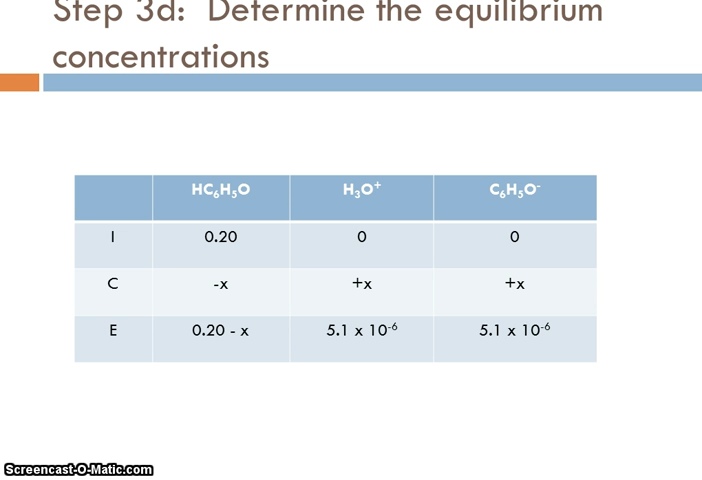 Step 3d: Determine the equilibrium
concentrations
HC₆H₅O H₃O⁺ C₆H₅O⁻
I 0.20 0 0
C -x +x +x
E 0.20 - x 5.1 x 10⁻⁶ 5.1 x 10⁻⁶
Screencast-O-Matic.com